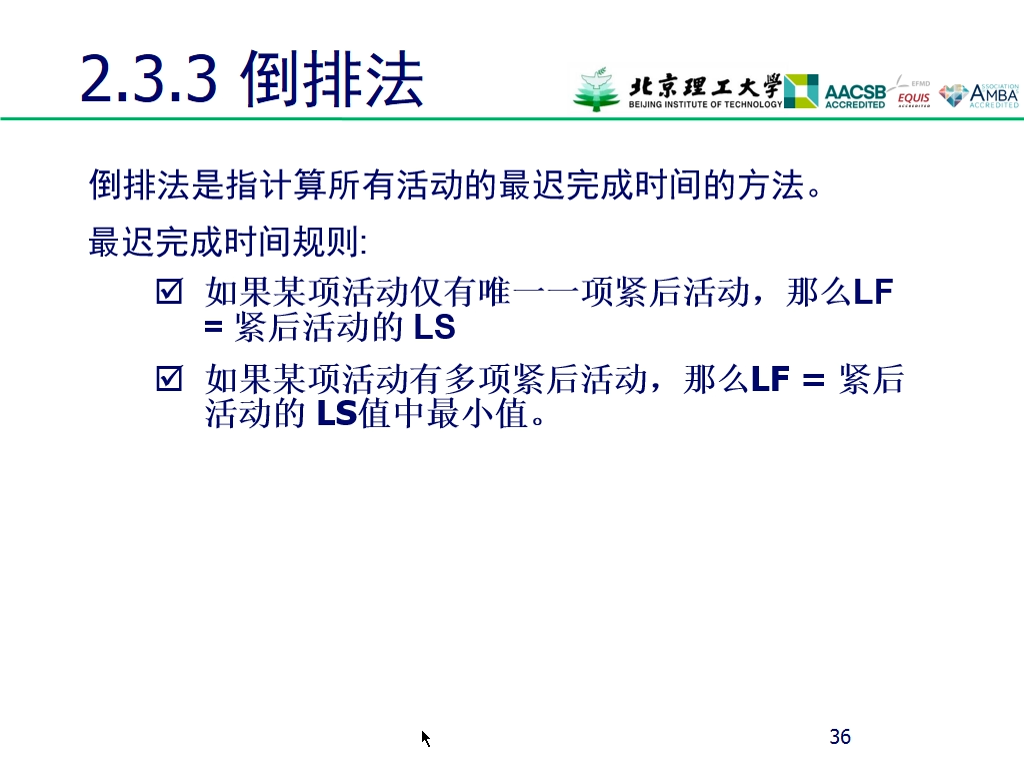 2.3.3 倒排法
北京理工大学
BEIJING INSTITUTE OF TECHNOLOGY
AACSB
ACCREDITED
EFMD
EQUIS
ACCREDITED
ASSOCIATION
AMBA
ACCREDITED
倒排法是指计算所有活动的最迟完成时间的方法。
最迟完成时间规则:
☑ 如果某项活动仅有唯一一项紧后活动，那么LF
= 紧后活动的 LS
☑ 如果某项活动有多项紧后活动，那么LF = 紧后
活动的 LS值中最小值。
36